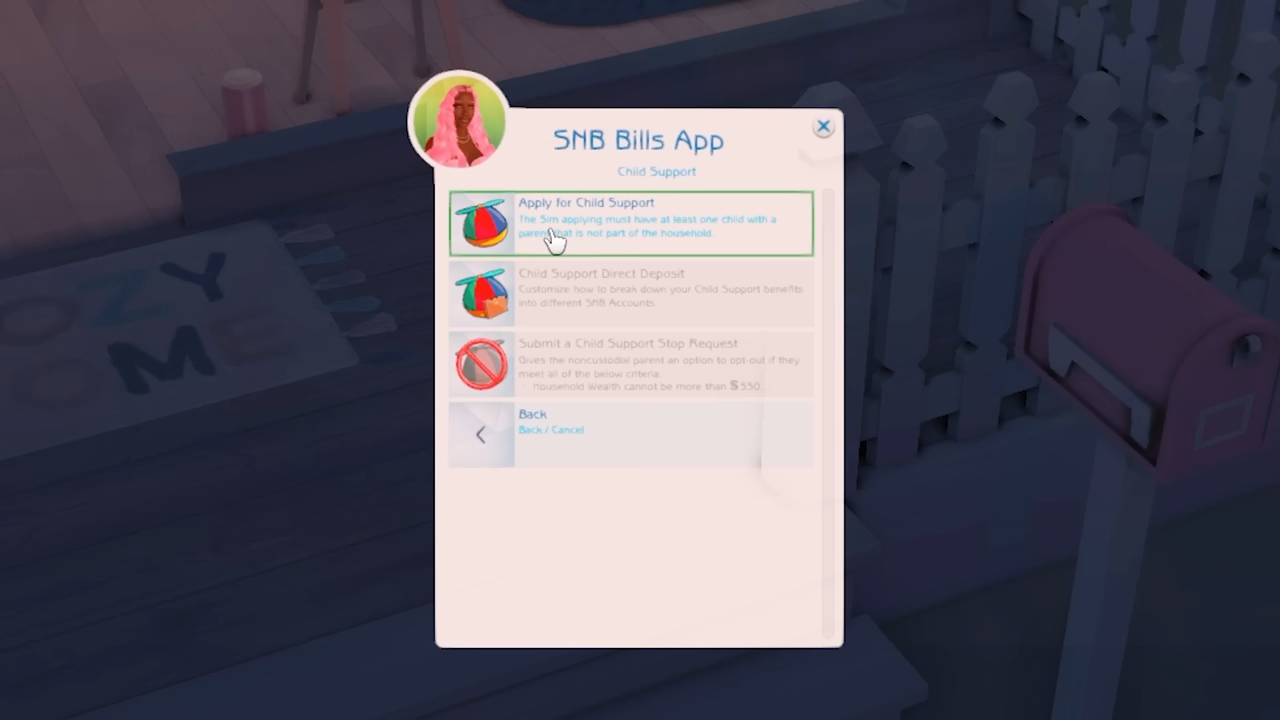 SNB Bills App
Child Support
Apply for Child Support
The Sim applying must have at least one child with a
parent that is not part of the household.
Child Support Direct Deposit
Customize how to break down your Child Support benefits
into different SNB Accounts
Submit a Child Support Stop Request
Gives the noncustodial parent an option to opt-out if they
meet all of the below criteria:
- Household Wealth cannot be more than §550...
Back
Back / Cancel
OZY
ME